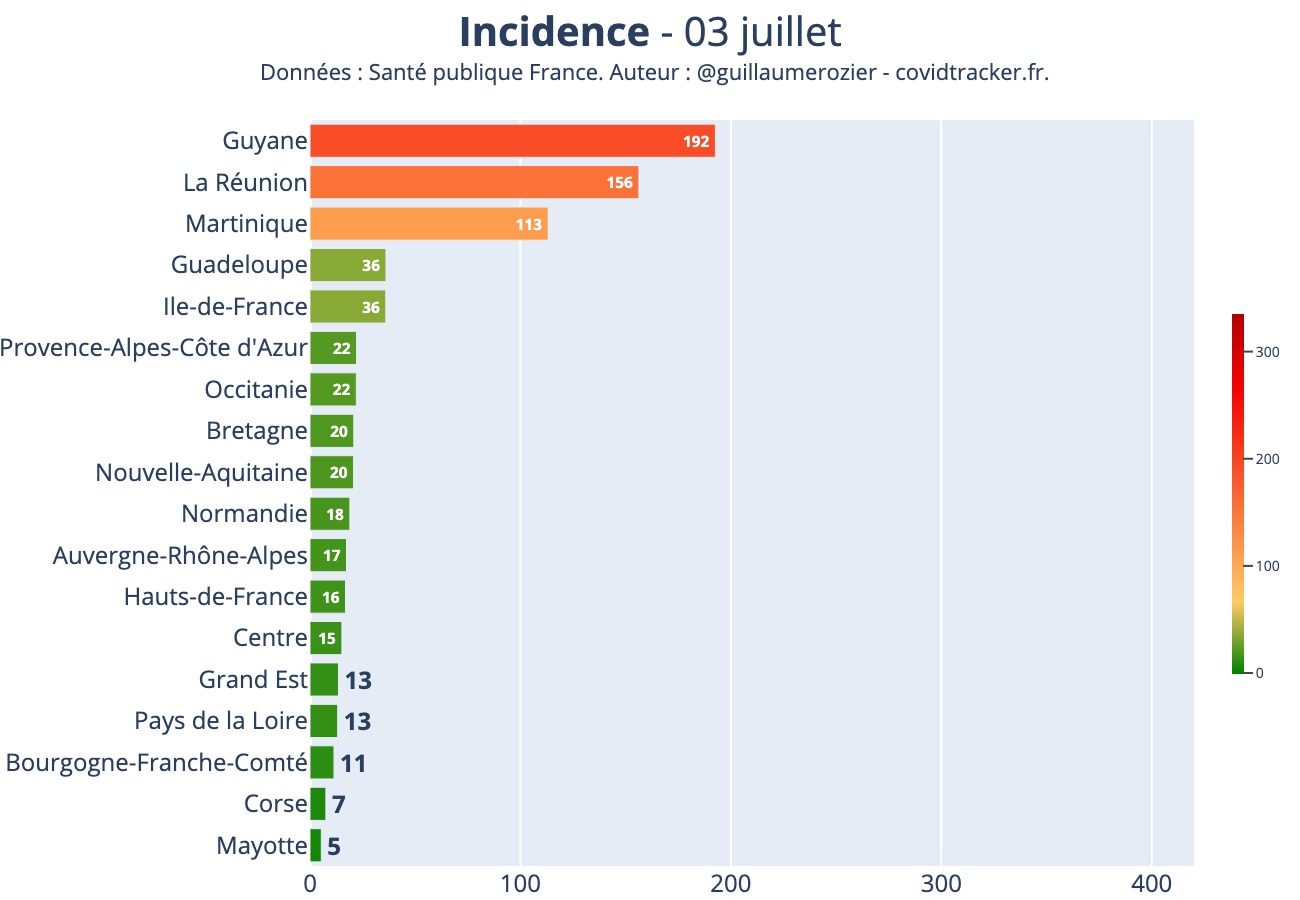 Incidence - 03 juillet
Données : Santé publique France. Auteur : @guillaumerozier - covidtracker.fr.
Guyane 192
La Réunion 156
Martinique 113
Guadeloupe 36
Ile-de-France 36
Provence-Alpes-Côte d'Azur 22
Occitanie 22
Bretagne 20
Nouvelle-Aquitaine 20
Normandie 18
Auvergne-Rhône-Alpes 17
Hauts-de-France 16
Centre 15
Grand Est 13
Pays de la Loire 13
Bourgogne-Franche-Comté 11
Corse 7
Mayotte 5
0 100 200 300 400
300
200
100
0